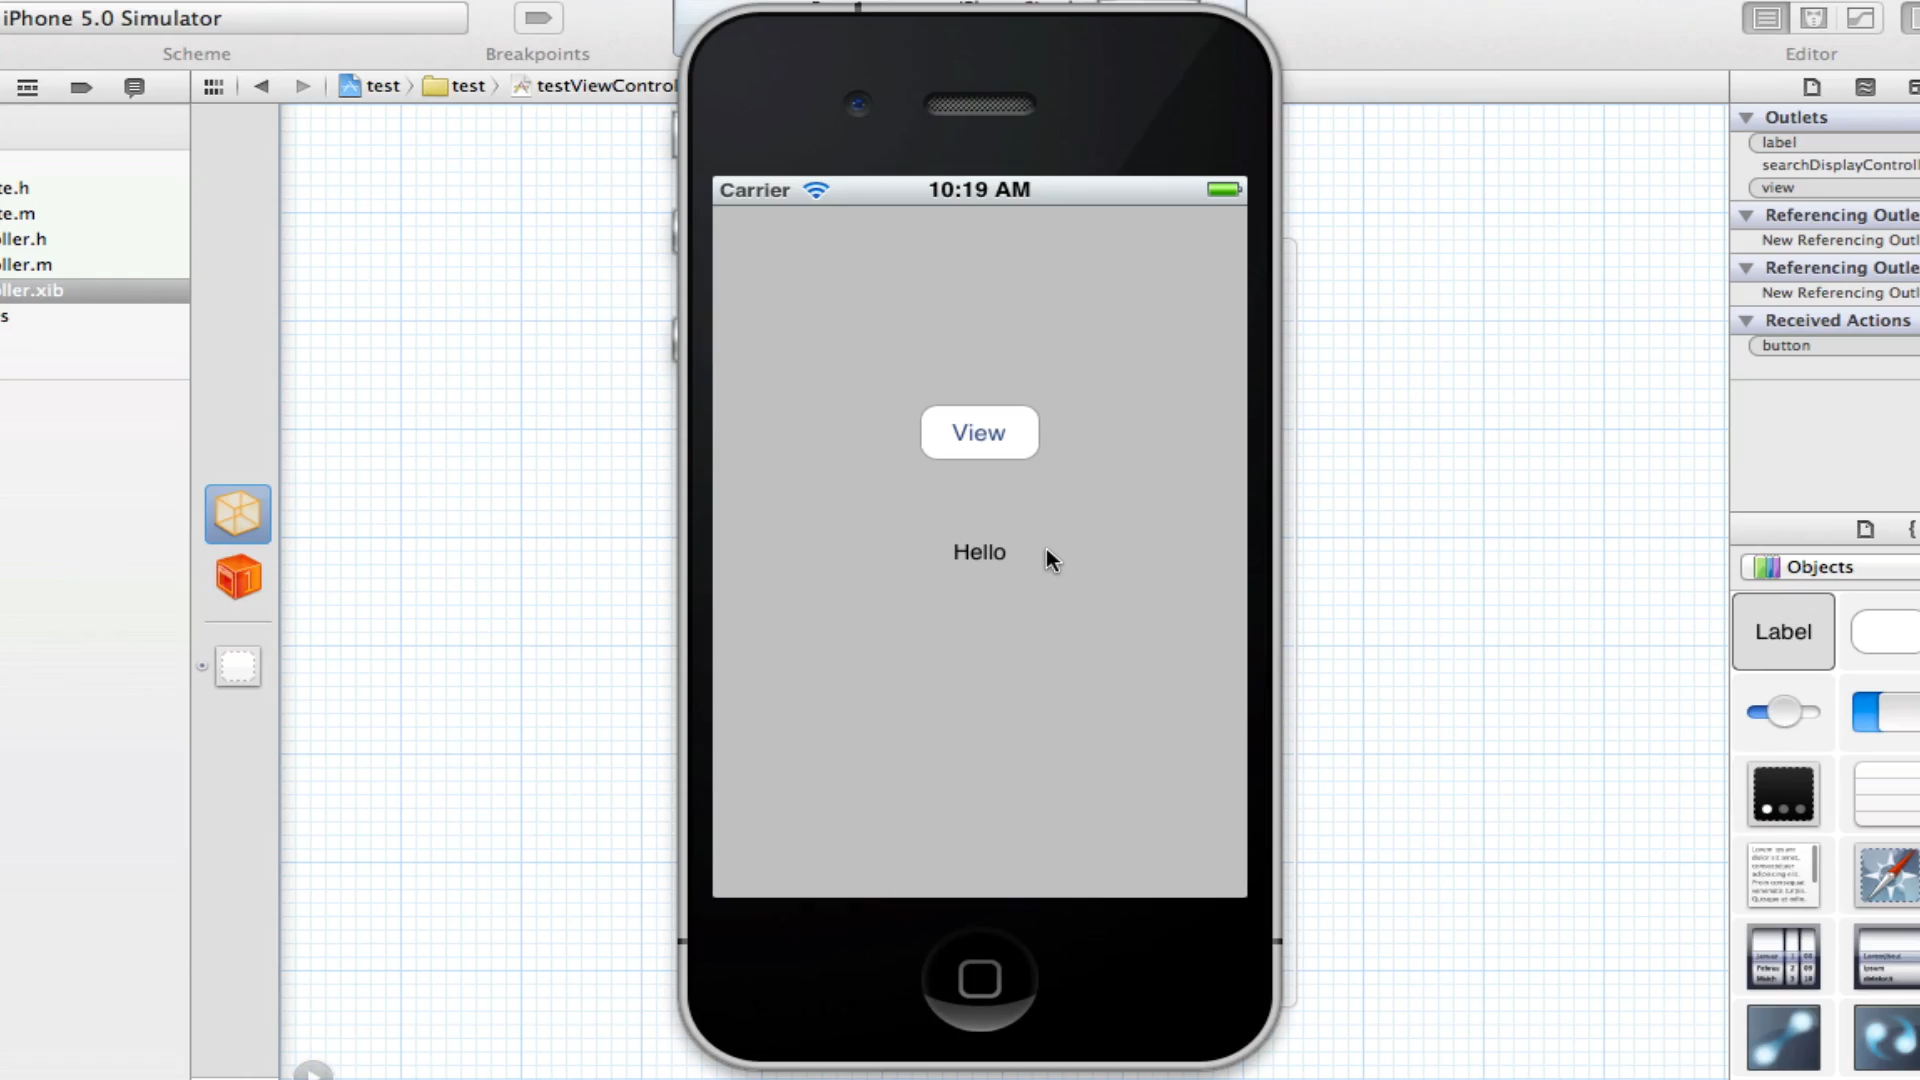 iPhone 5.0 Simulator
Scheme
Breakpoints
Editor
test
test
testViewContro
Outlets
label
searchDisplayControl
view
Referencing Outle
New Referencing Outl
Referencing Outle
New Referencing Outl
Received Actions
button
te.h
te.m
ller.h
ller.m
ller.xib
s
Carrier
10:19 AM
View
Hello
Objects
Label